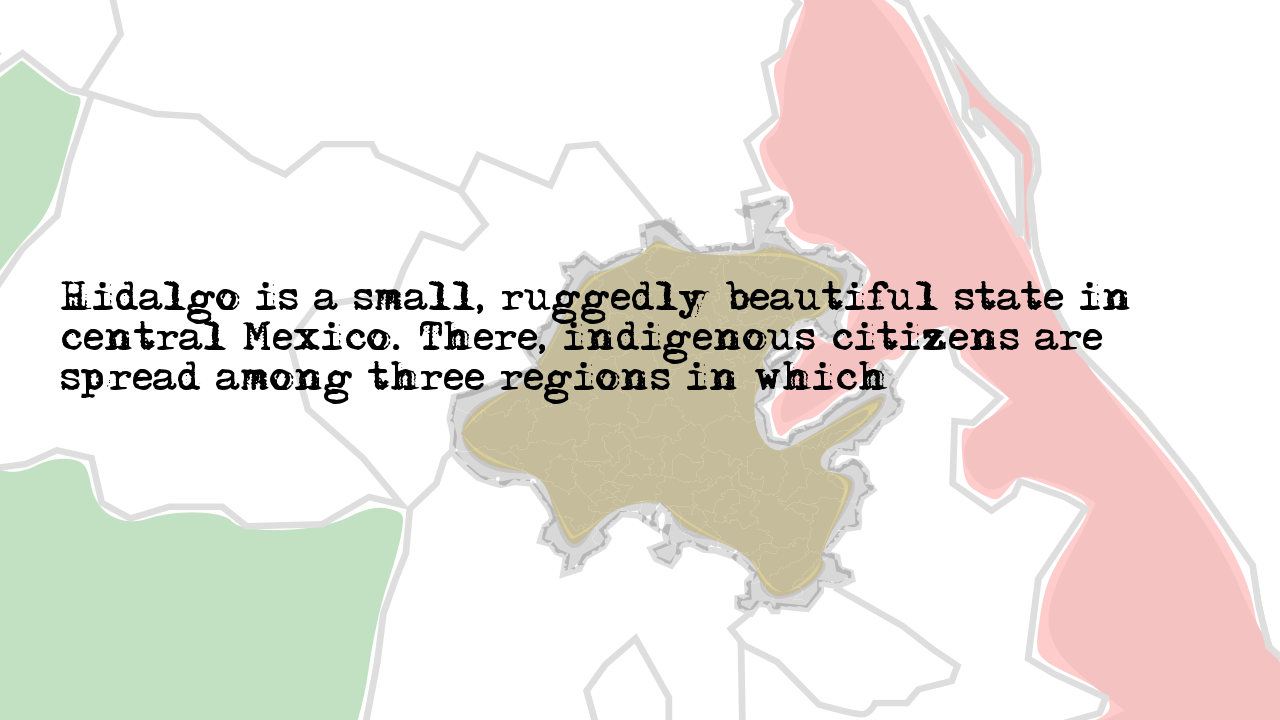 Hidalgo is a small, ruggedly beautiful state in
central Mexico. There, indigenous citizens are
spread among three regions in which